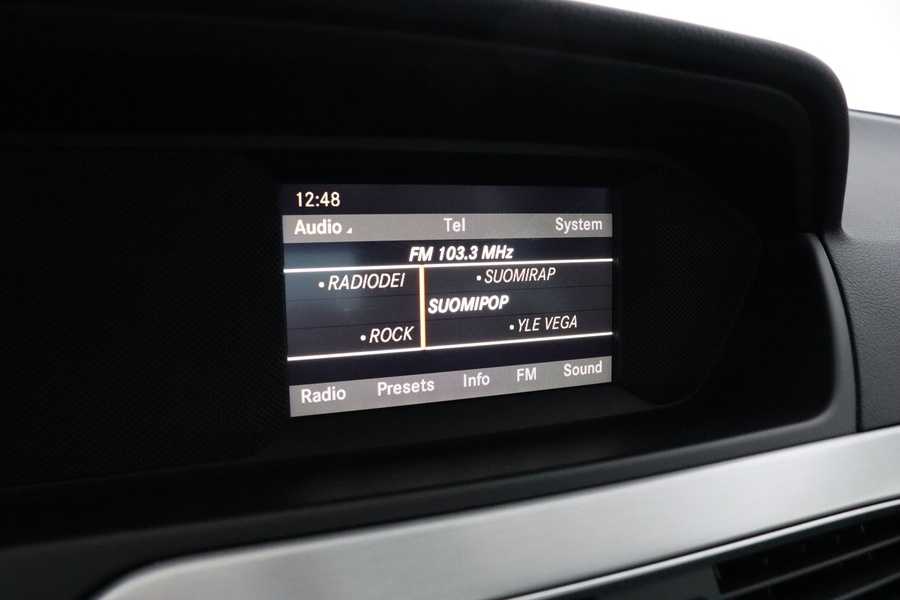 12:48
Audio Tel System
FM 103.3 MHz
•RADIODEI •SUOMIRAP
SUOMIPOP
•ROCK •YLE VEGA
Radio Presets Info FM Sound